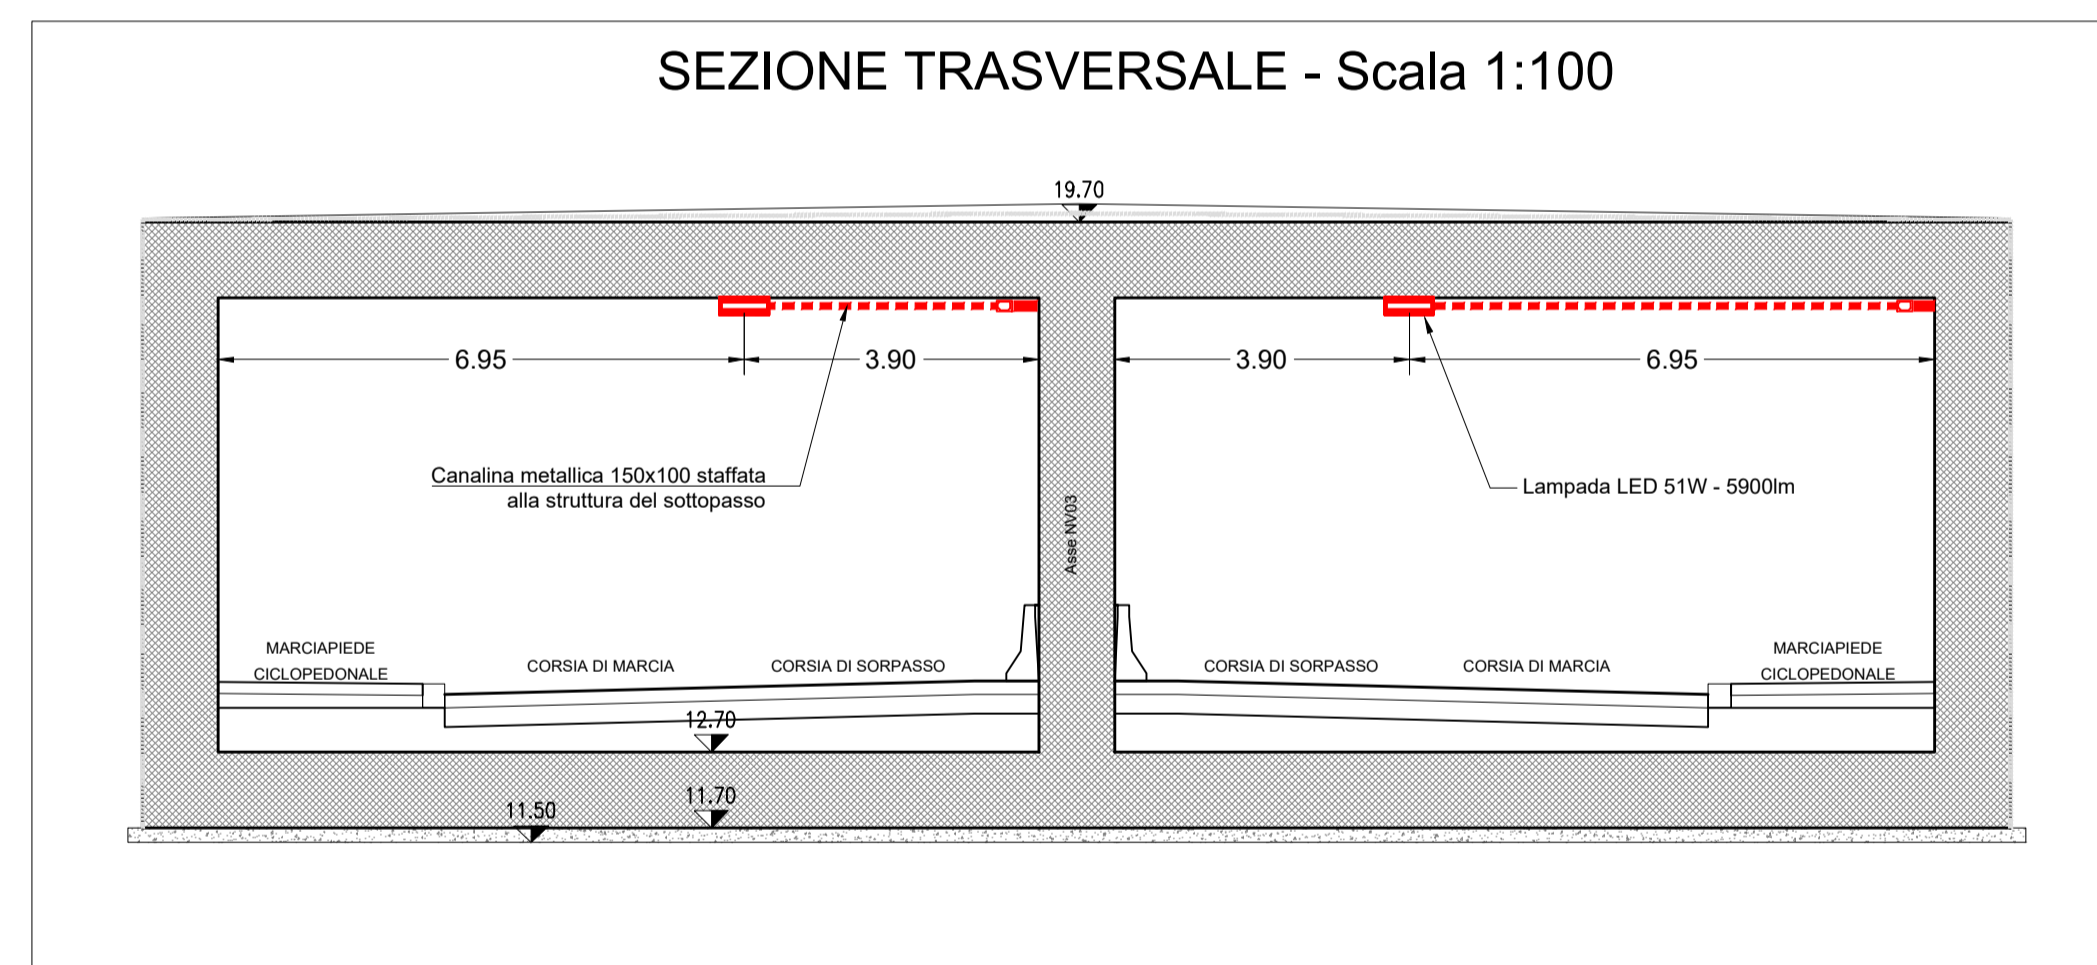 SEZIONE TRASVERSALE - Scala 1:100
19.70
6.95
3.90
3.90
6.95
Canalina metallica 150x100 staffata
alla struttura del sottopasso
Lampada LED 51W - 5900lm
Asse NV03
MARCIAPIEDE
CICLOPEDONALE
CORSIA DI MARCIA
CORSIA DI SORPASSO
CORSIA DI SORPASSO
CORSIA DI MARCIA
MARCIAPIEDE
CICLOPEDONALE
12.70
11.70
11.50